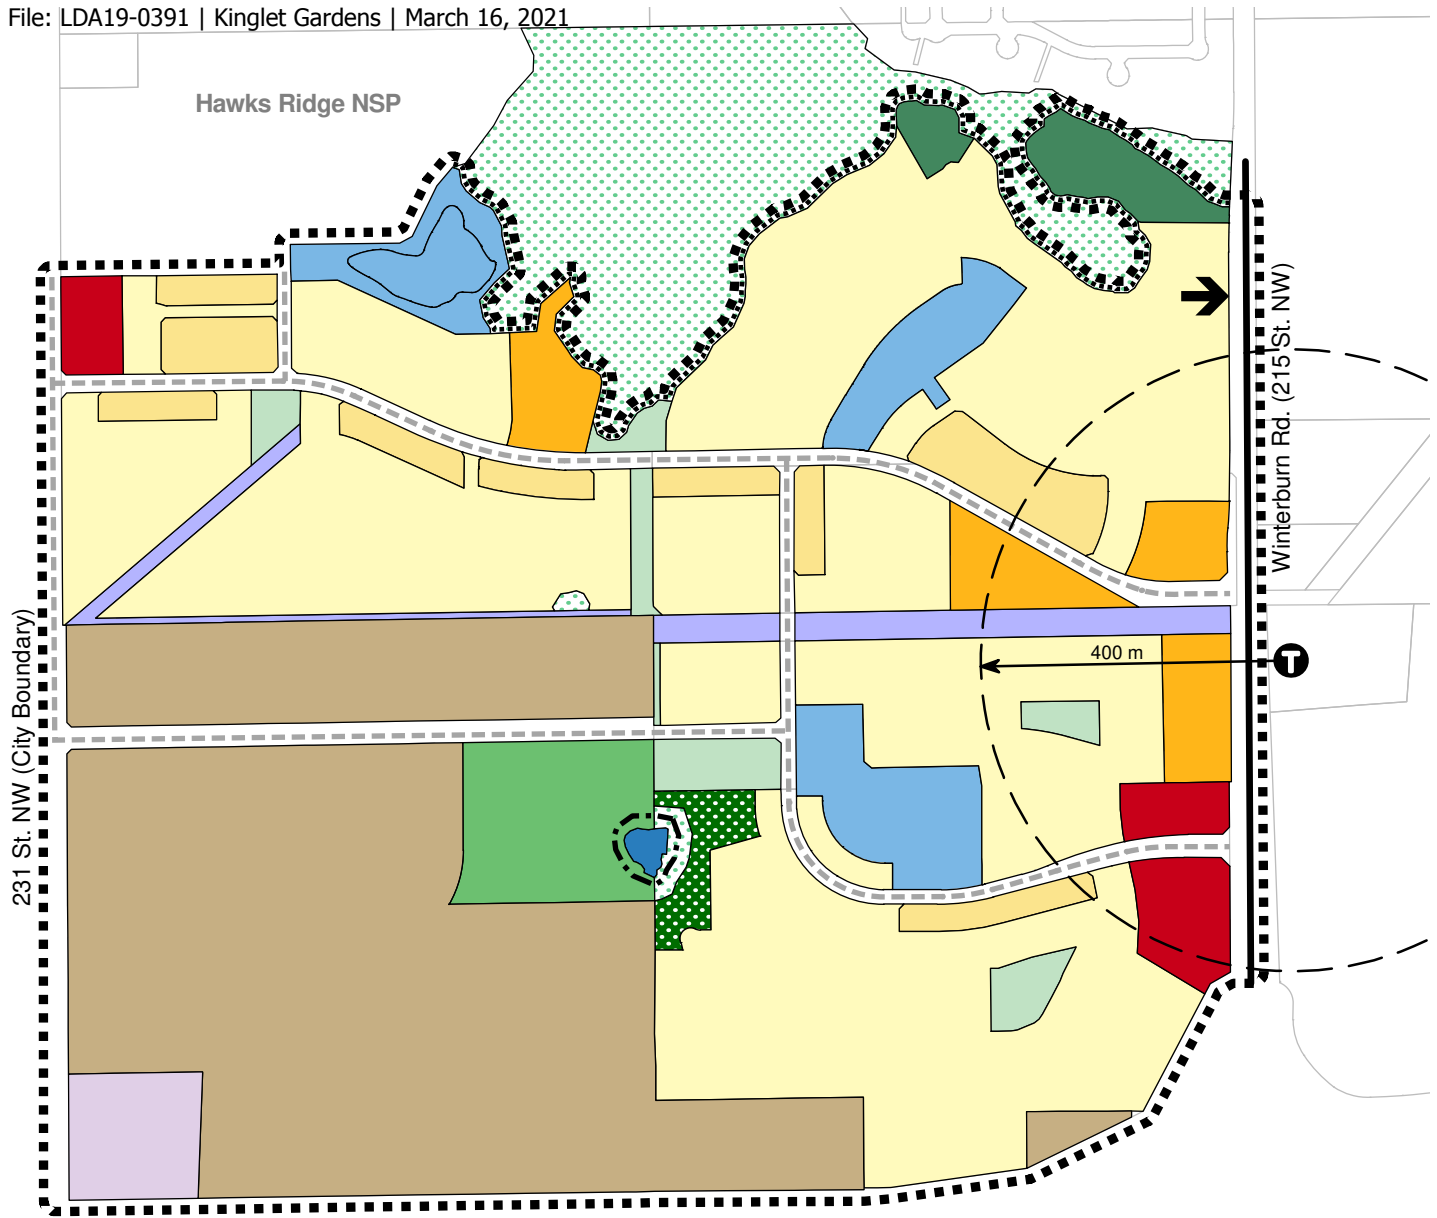 File: LDA19-0391 | Kinglet Gardens | March 16, 2021
Hawks Ridge NSP
Winterburn Rd. (215 St. NW)
400 m
T
231 St. NW (City Boundary)